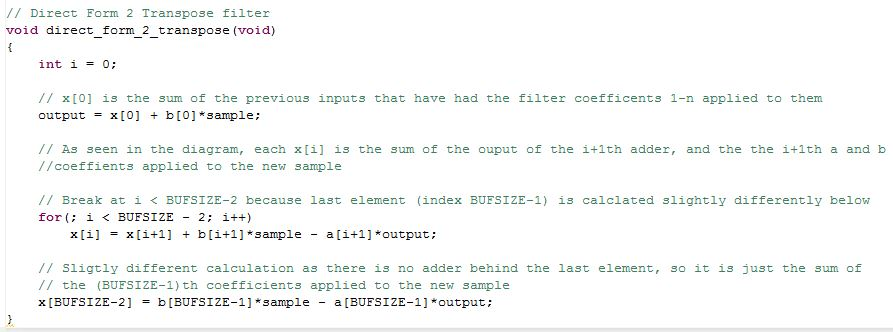 // Direct Form 2 Transpose filter
void direct_form_2_transpose(void)
{
int i = 0;
// x[0] is the sum of the previous inputs that have had the filter coefficents 1-n applied to them
output = x[0] + b[0]*sample;
// As seen in the diagram, each x[i] is the sum of the ouput of the i+1th adder, and the the i+1th a and b
//coeffients applied to the new sample
// Break at i < BUFSIZE-2 because last element (index BUFSIZE-1) is calclated slightly differently below
for(; i < BUFSIZE - 2; i++)
x[i] = x[i+1] + b[i+1]*sample - a[i+1]*output;
// Sligtly different calculation as there is no adder behind the last element, so it is just the sum of
// the (BUFSIZE-1)th coefficients applied to the new sample
x[BUFSIZE-2] = b[BUFSIZE-1]*sample - a[BUFSIZE-1]*output;
}